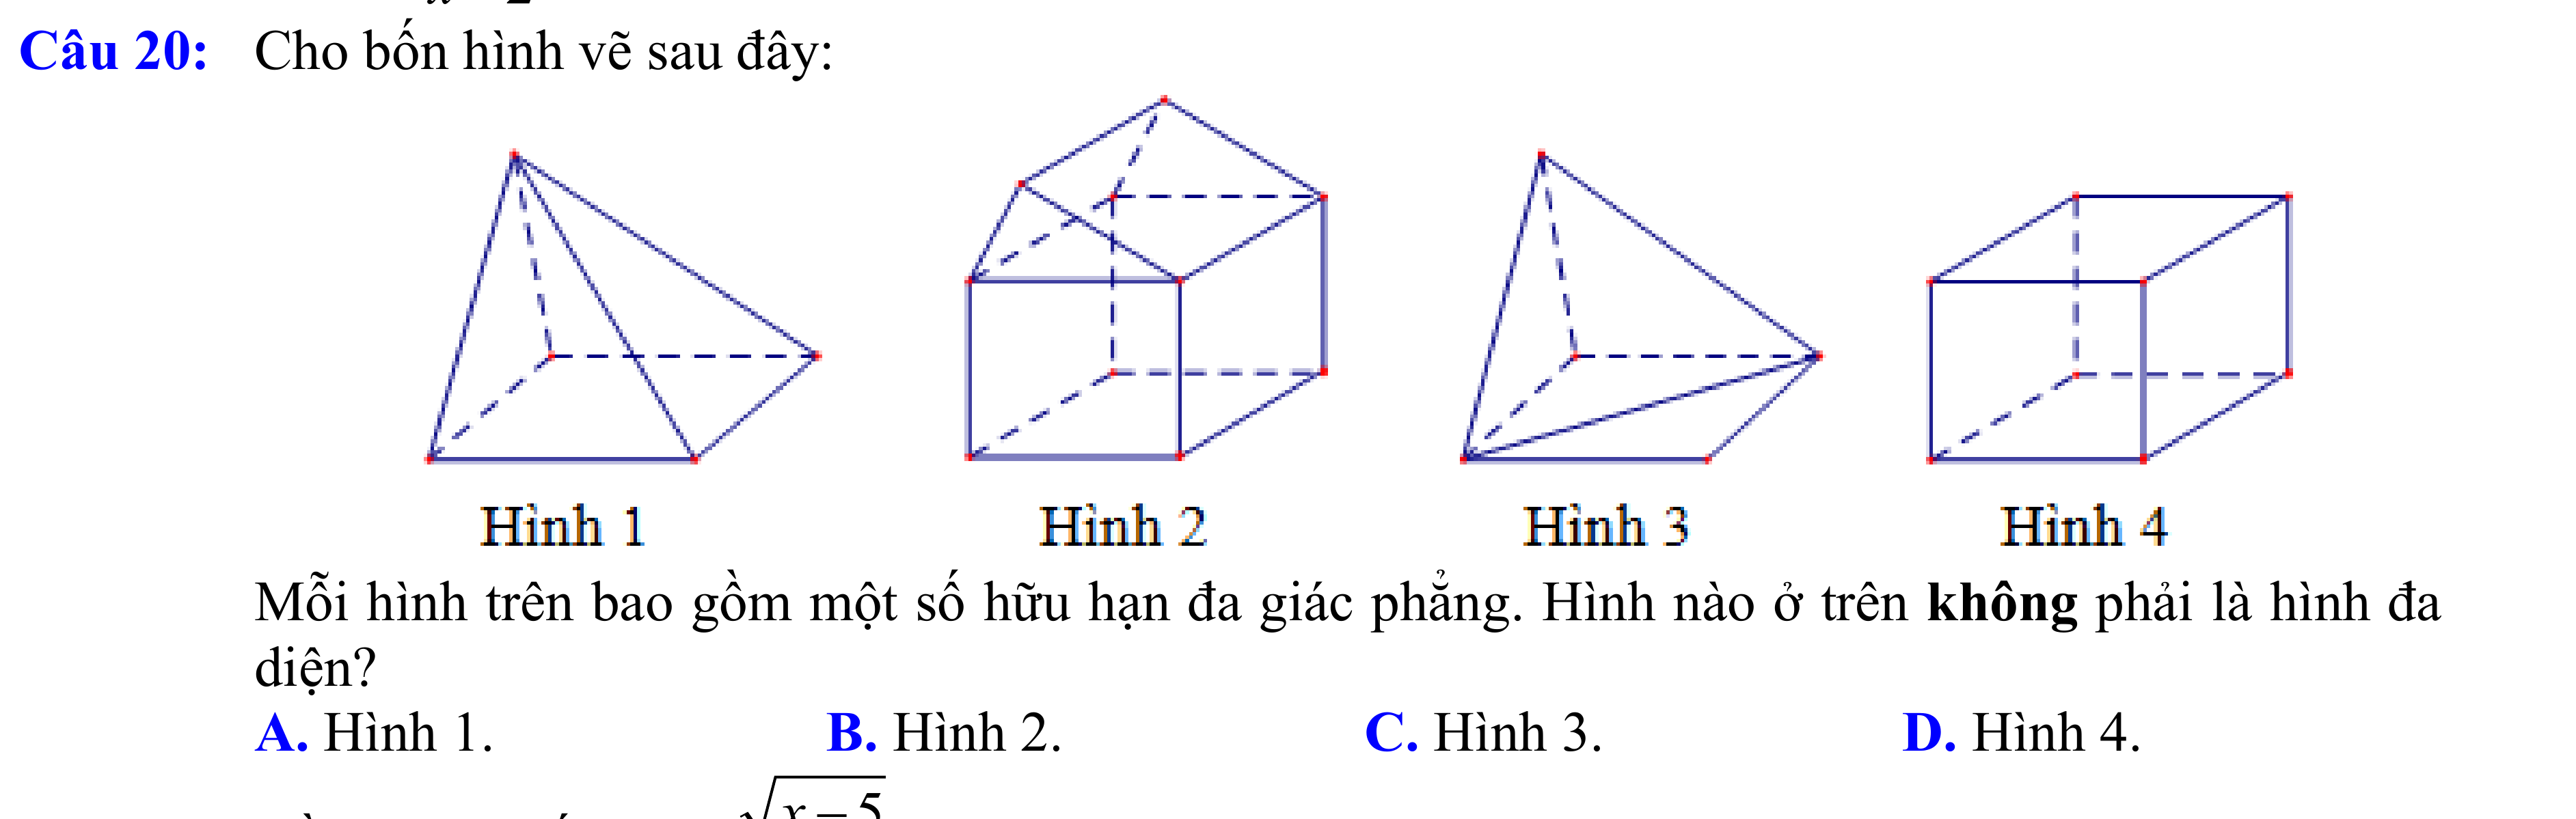 Câu 20: Cho bốn hình vẽ sau đây:
Hình 1 Hình 2 Hình 3 Hình 4
Mỗi hình trên bao gồm một số hữu hạn đa giác phẳng. Hình nào ở trên không phải là hình đa
diện?
A. Hình 1. B. Hình 2. C. Hình 3. D. Hình 4.
√x − 5